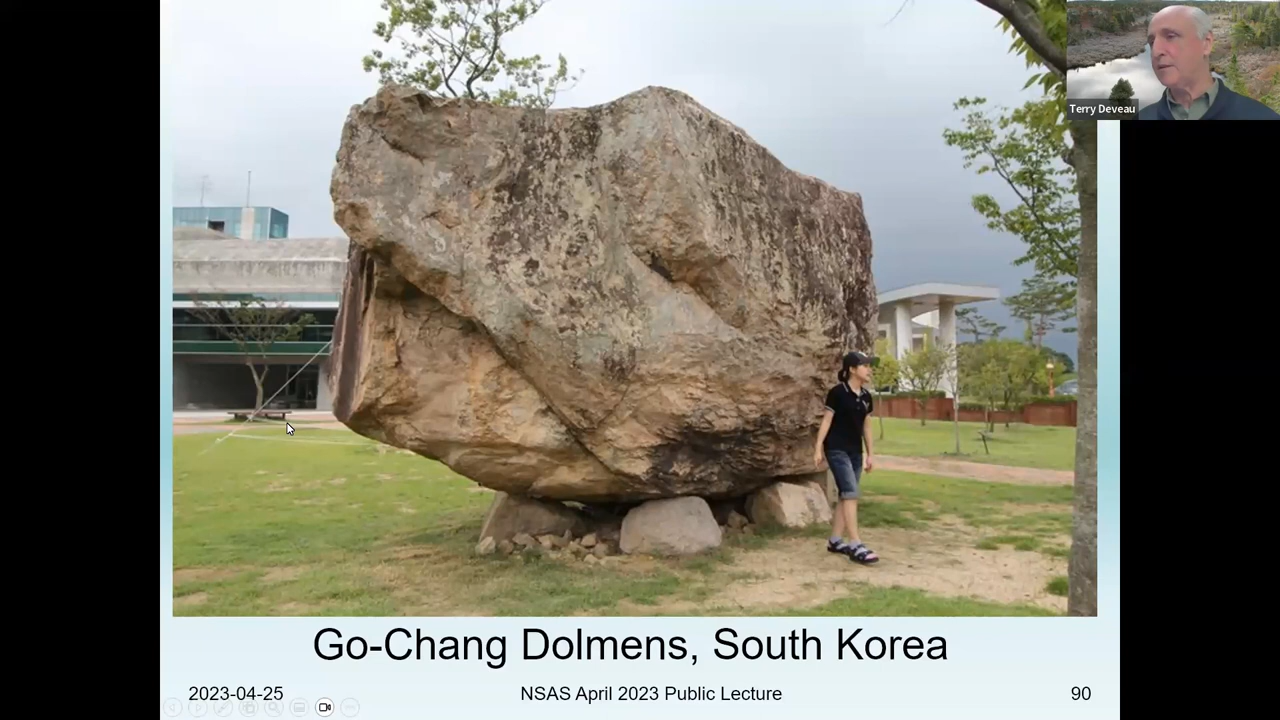 Terry Deveau
Go-Chang Dolmens, South Korea
2023-04-25
NSAS April 2023 Public Lecture
90